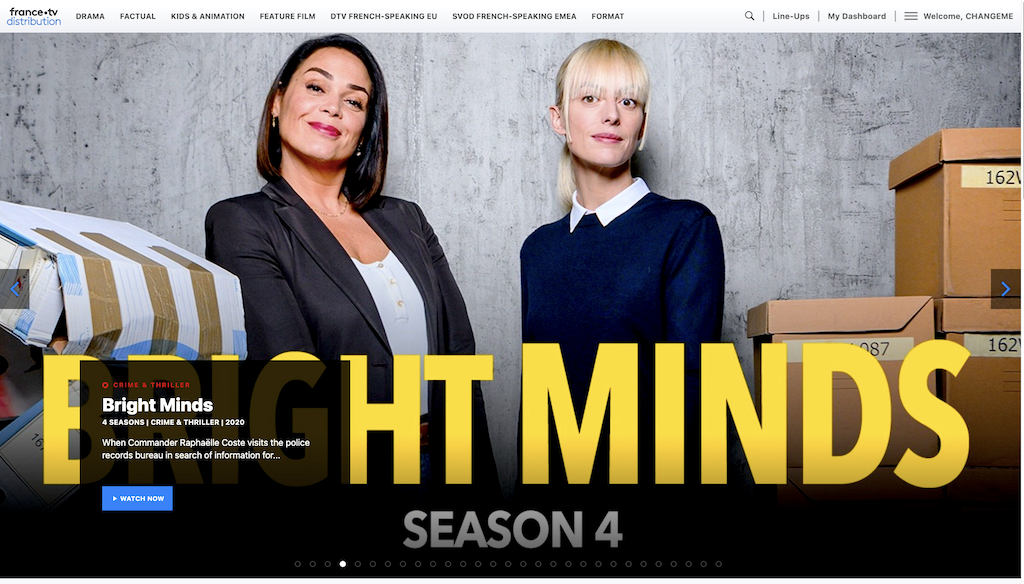 france•tv
distribution
DRAMA FACTUAL KIDS & ANIMATION FEATURE FILM DTV FRENCH-SPEAKING EU SVOD FRENCH-SPEAKING EMEA FORMAT
Line-Ups | My Dashboard | Welcome, CHANGEME
162
087
162
BRIGHT MINDS
CRIME & THRILLER
Bright Minds
4 SEASONS | CRIME & THRILLER | 2020
When Commander Raphaëlle Coste visits the police
records bureau in search of information for...
WATCH NOW
SEASON 4